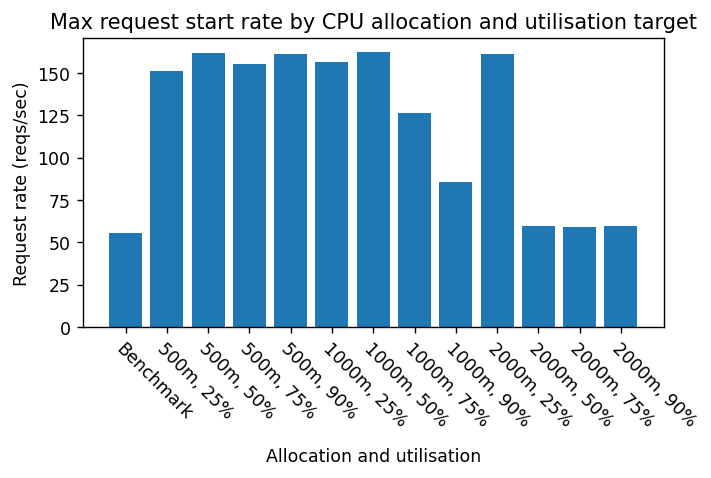 Max request start rate by CPU allocation and utilisation target
Request rate (reqs/sec)
150
125
100
75
50
25
0
Benchmark
500m, 25%
500m, 50%
500m, 75%
500m, 90%
1000m, 25%
1000m, 50%
1000m, 75%
1000m, 90%
2000m, 25%
2000m, 50%
2000m, 75%
2000m, 90%
Allocation and utilisation